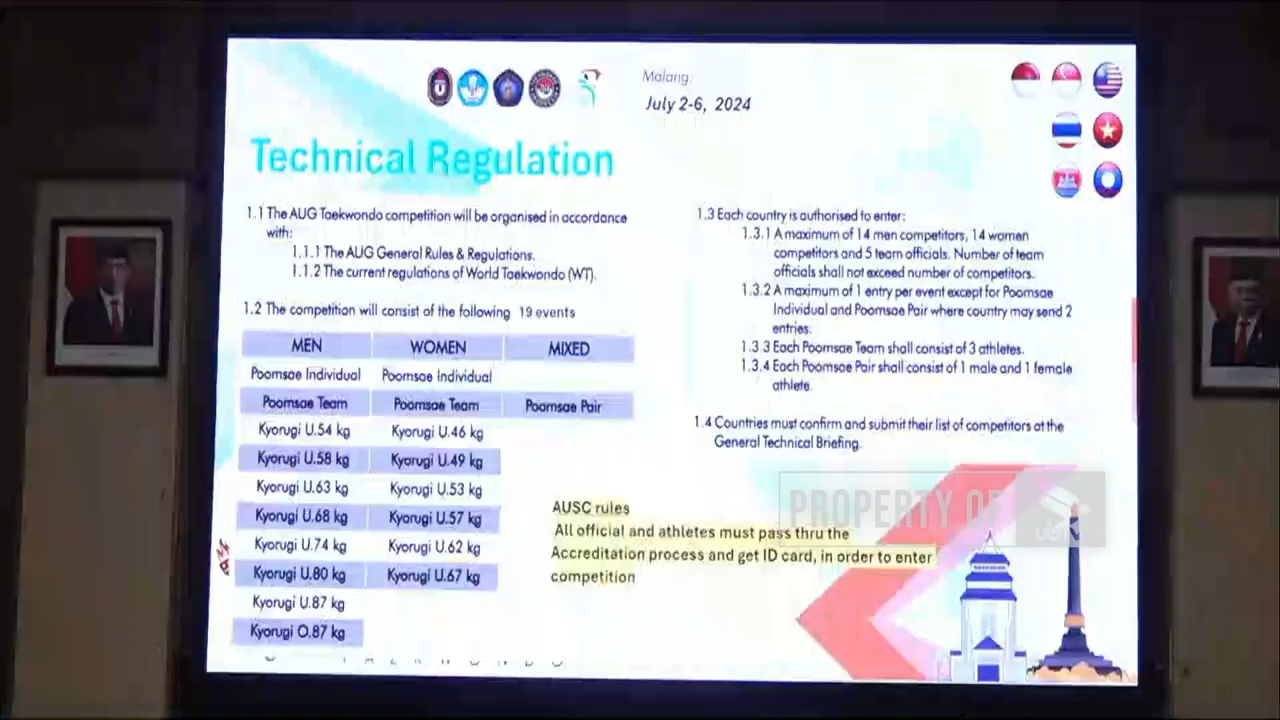 Malang,
July 2-6, 2024
Technical Regulation
1.1 The AUG Taekwondo competition will be organised in accordance
with:
1.1.1 The AUG General Rules & Regulations.
1.1.2 The current regulations of World Taekwondo (WT).
1.2 The competition will consist of the following 19 events
MEN WOMEN MIXED
Poomsae Individual Poomsae Individual
Poomsae Team Poomsae Team Poomsae Pair
Kyorugi U.54 kg Kyorugi U.46 kg
Kyorugi U.58 kg Kyorugi U.49 kg
Kyorugi U.63 kg Kyorugi U.53 kg
Kyorugi U.68 kg Kyorugi U.57 kg
Kyorugi U.74 kg Kyorugi U.62 kg
Kyorugi U.80 kg Kyorugi U.67 kg
Kyorugi U.87 kg
Kyorugi O.87 kg
1.3 Each country is authorised to enter:
1.3.1 A maximum of 14 men competitors, 14 women
competitors and 5 team officials. Number of team
officials shall not exceed number of competitors.
1.3.2 A maximum of 1 entry per event except for Poomsae
Individual and Poomsae Pair where country may send 2
entries.
1.3.3 Each Poomsae Team shall consist of 3 athletes.
1.3.4 Each Poomsae Pair shall consist of 1 male and 1 female
athlete.
1.4 Countries must confirm and submit their list of competitors at the
General Technical Briefing.
AUSC rules
All official and athletes must pass thru the
Accreditation process and get ID card, in order to enter
competition
PROPERTY OF